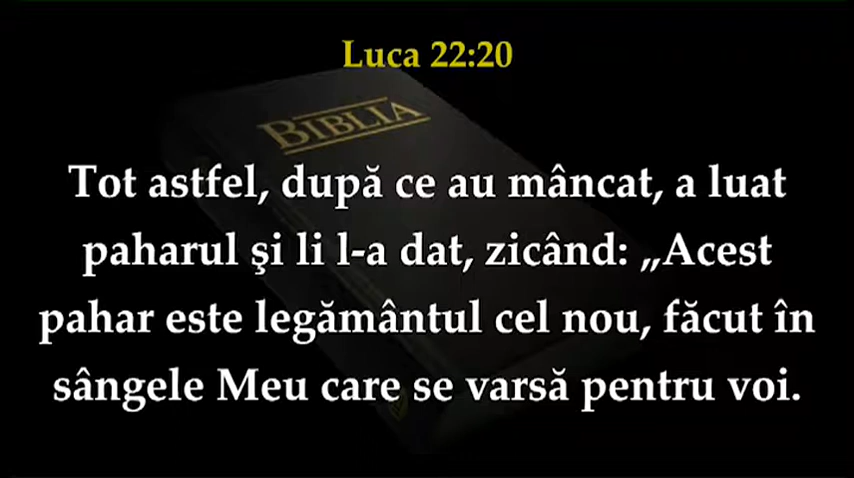 Luca 22:20
BIBLIA
Tot astfel, după ce au mâncat, a luat
paharul şi li l-a dat, zicând: „Acest
pahar este legământul cel nou, făcut în
sângele Meu care se varsă pentru voi.